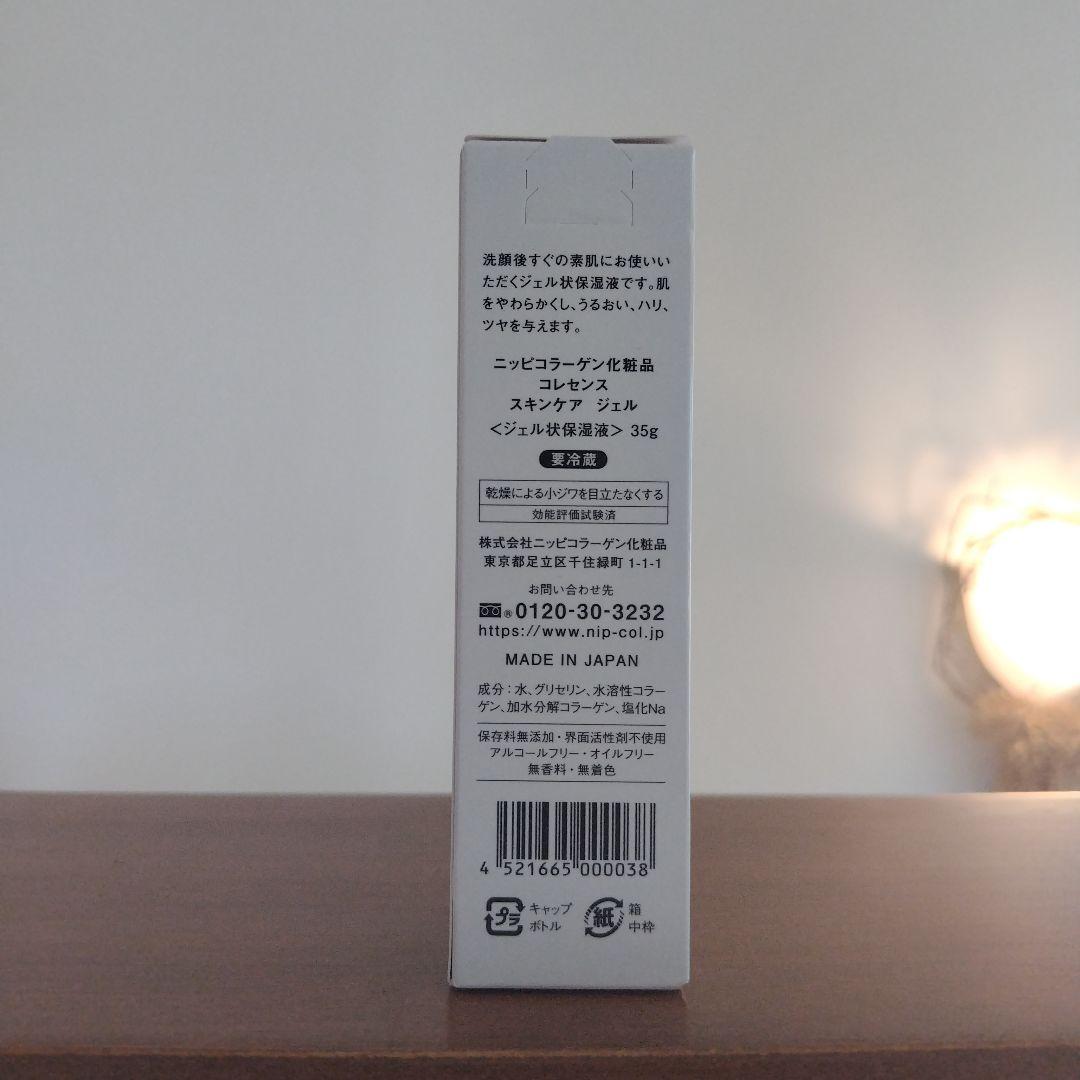 洗顔後すぐの素肌にお使いい
ただくジェル状保湿液です。肌
をやわらかくし、うるおい、ハリ、
ツヤを与えます。
ニッピコラーゲン化粧品
コレセンス
スキンケア ジェル
＜ジェル状保湿液＞ 35g
要冷蔵
乾燥による小ジワを目立たなくする
効能評価試験済
株式会社ニッピコラーゲン化粧品
東京都足立区千住緑町 1-1-1
お問い合わせ先
®0120-30-3232
https://www.nip-col.jp
MADE IN JAPAN
成分：水、グリセリン、水溶性コラー
ゲン、加水分解コラーゲン、塩化Na
保存料無添加・界面活性剤不使用
アルコールフリー・オイルフリー
無香料・無着色
4 521665 000038
プラ キャップ
ボトル
紙 箱
中枠